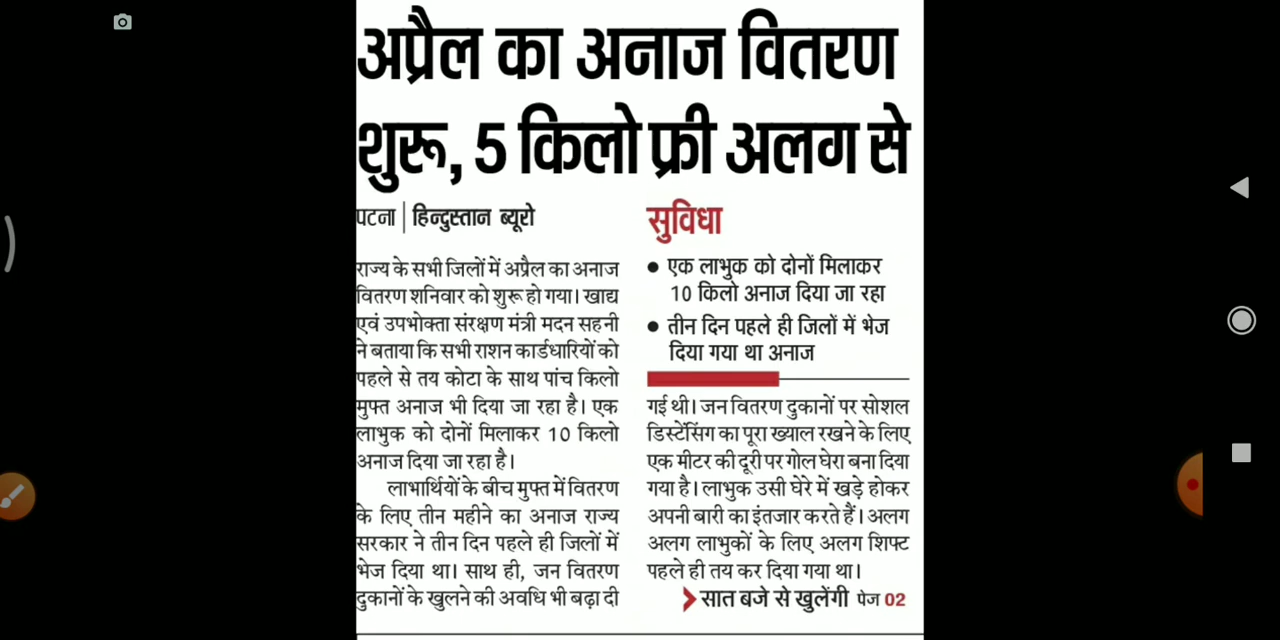 अप्रैल का अनाज वितरण
शुरू, 5 किलो फ्री अलग से
पटना | हिन्दुस्तान ब्यूरो
राज्य के सभी जिलों में अप्रैल का अनाज
वितरण शनिवार को शुरू हो गया। खाद्य
एवं उपभोक्ता संरक्षण मंत्री मदन सहनी
ने बताया कि सभी राशन कार्डधारियों को
पहले से तय कोटा के साथ पांच किलो
मुफ्त अनाज भी दिया जा रहा है। एक
लाभुक को दोनों मिलाकर 10 किलो
अनाज दिया जा रहा है।
लाभार्थियों के बीच मुफ्त में वितरण
के लिए तीन महीने का अनाज राज्य
सरकार ने तीन दिन पहले ही जिलों में
भेज दिया था। साथ ही, जन वितरण
दुकानों के खुलने की अवधि भी बढ़ा दी
सुविधा
● एक लाभुक को दोनों मिलाकर
10 किलो अनाज दिया जा रहा
● तीन दिन पहले ही जिलों में भेज
दिया गया था अनाज
गई थी। जन वितरण दुकानों पर सोशल
डिस्टेंसिंग का पूरा ख्याल रखने के लिए
एक मीटर की दूरी पर गोल घेरा बना दिया
गया है। लाभुक उसी घेरे में खड़े होकर
अपनी बारी का इंतजार करते हैं। अलग
अलग लाभुकों के लिए अलग शिफ्ट
पहले ही तय कर दिया गया था।
सात बजे से खुलेंगी पेज 02